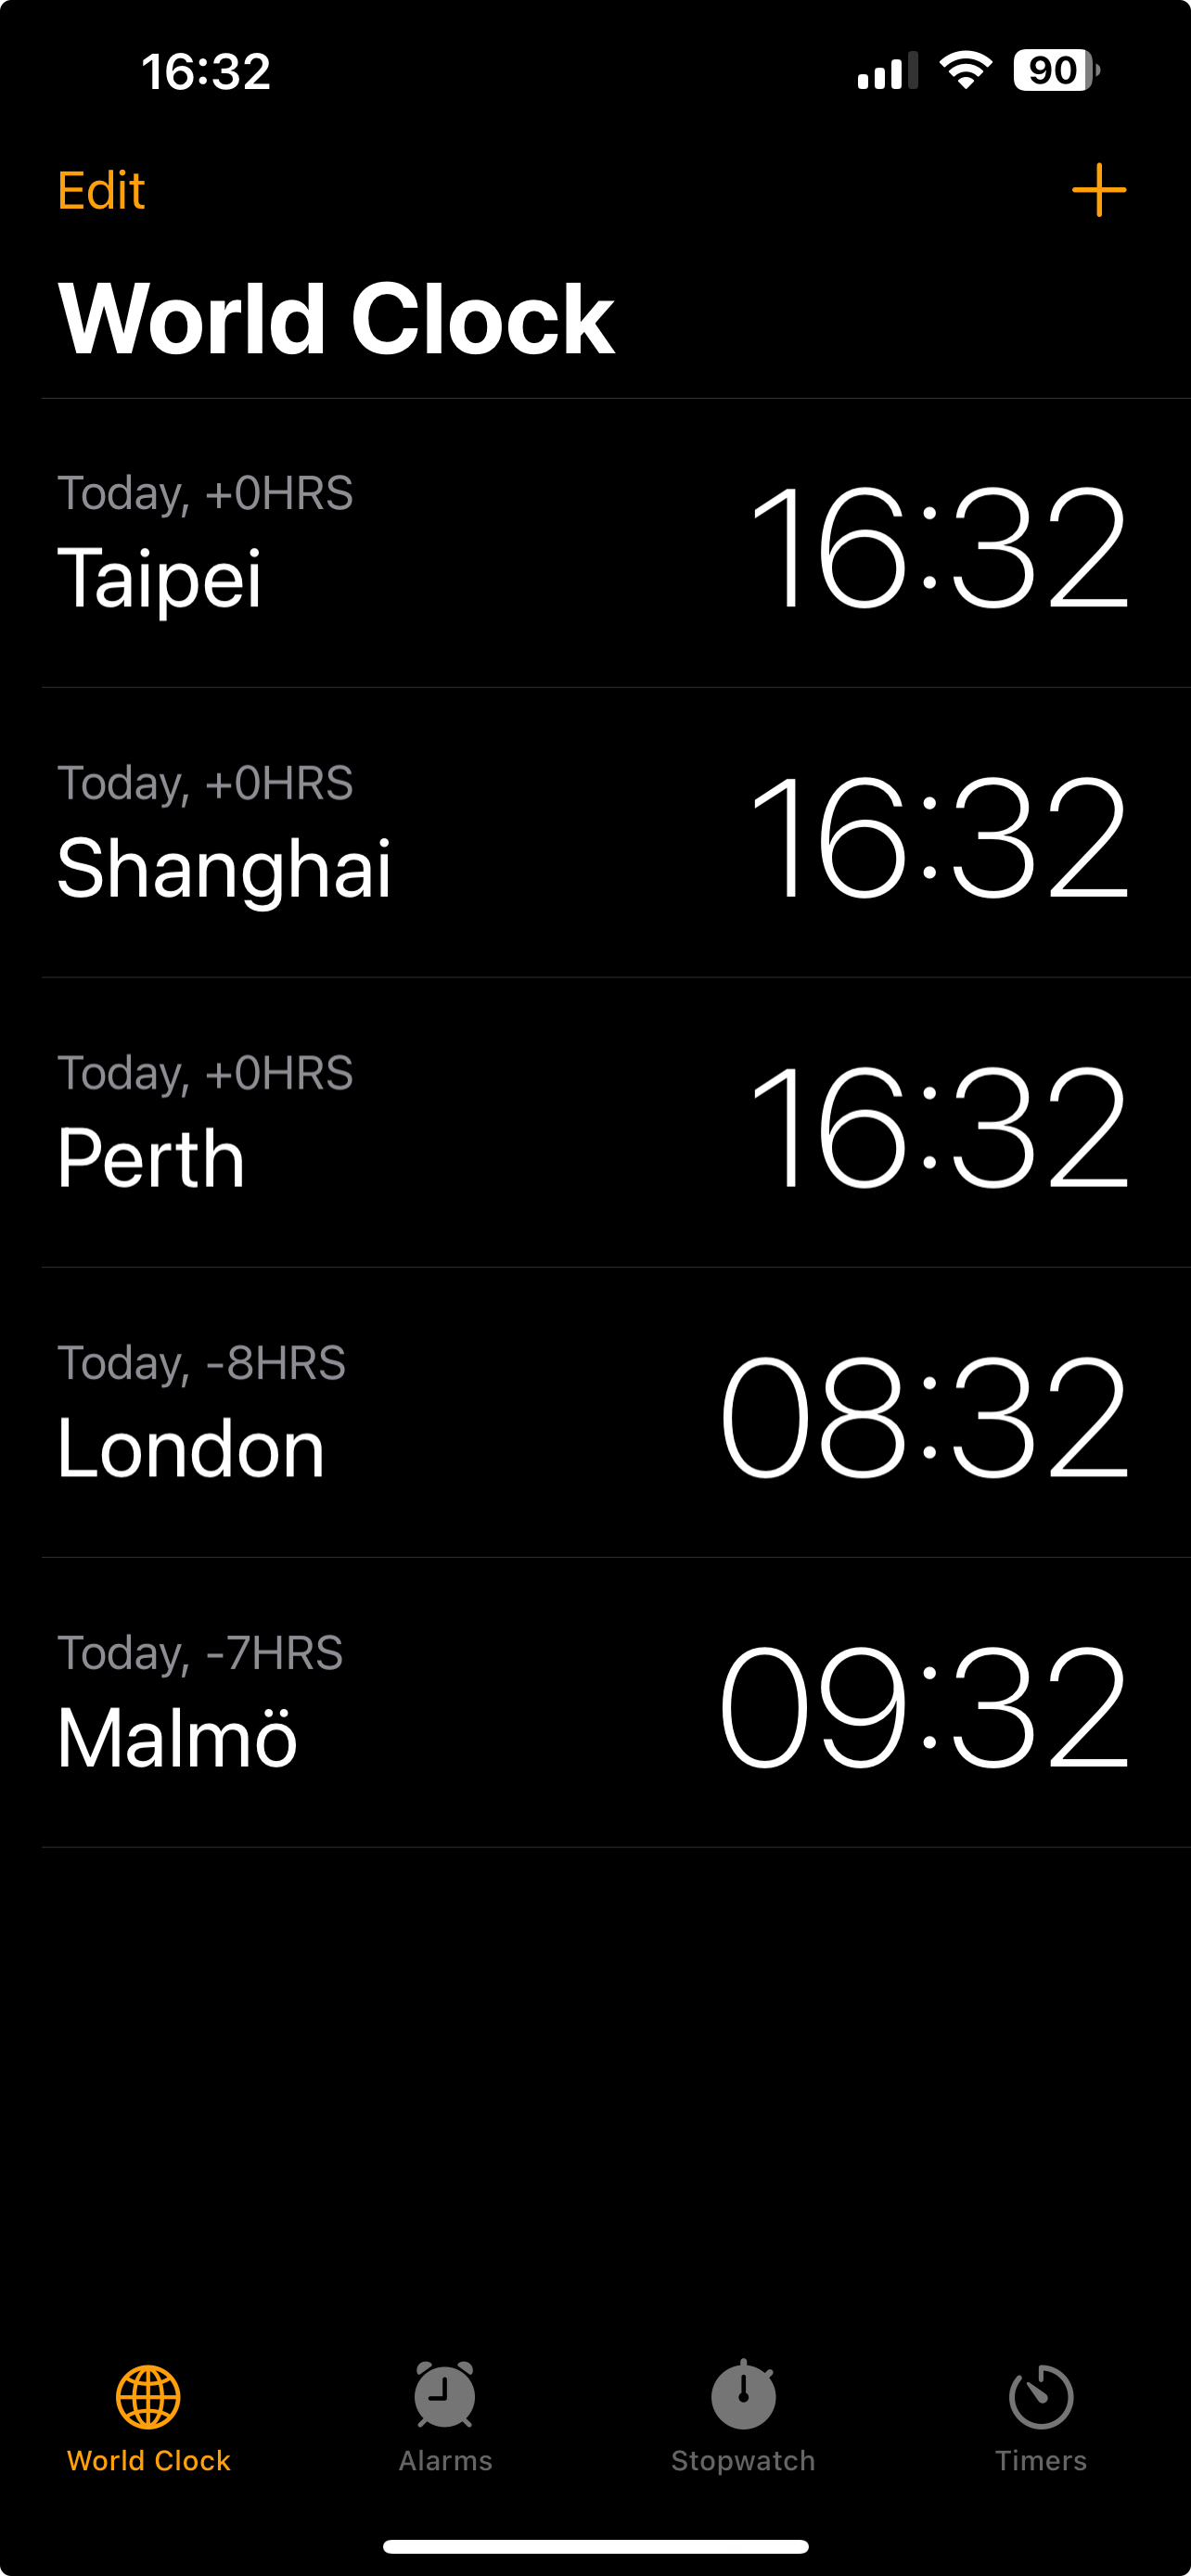 16:32
90
Edit
World Clock
Today, +0HRS
Taipei
16:32
Today, +0HRS
Shanghai
16:32
Today, +0HRS
Perth
16:32
Today, -8HRS
London
08:32
Today, -7HRS
Malmö
09:32
World Clock
Alarms
Stopwatch
Timers